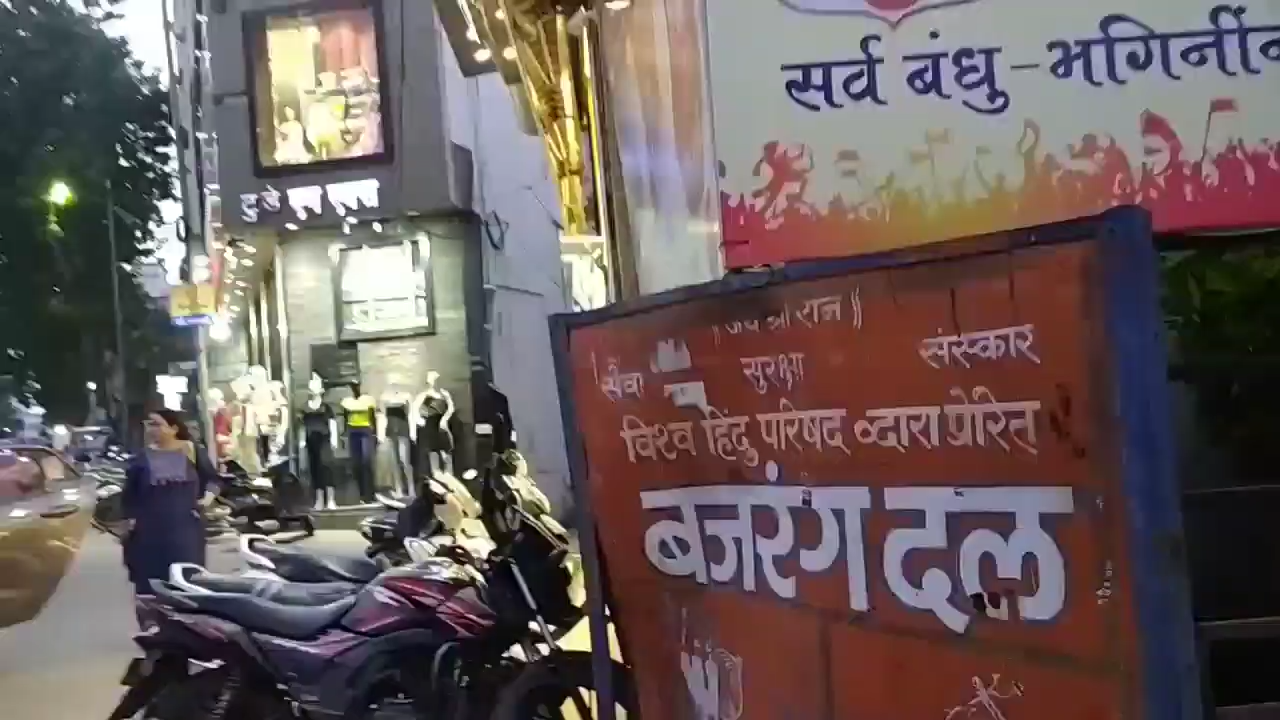 सर्व बंधु-भगिनीं
॥ जय श्री राम ॥
सेवा सुरक्षा संस्कार
विश्व हिंदु परिषद व्दारा प्रेरित
बजरंग दल